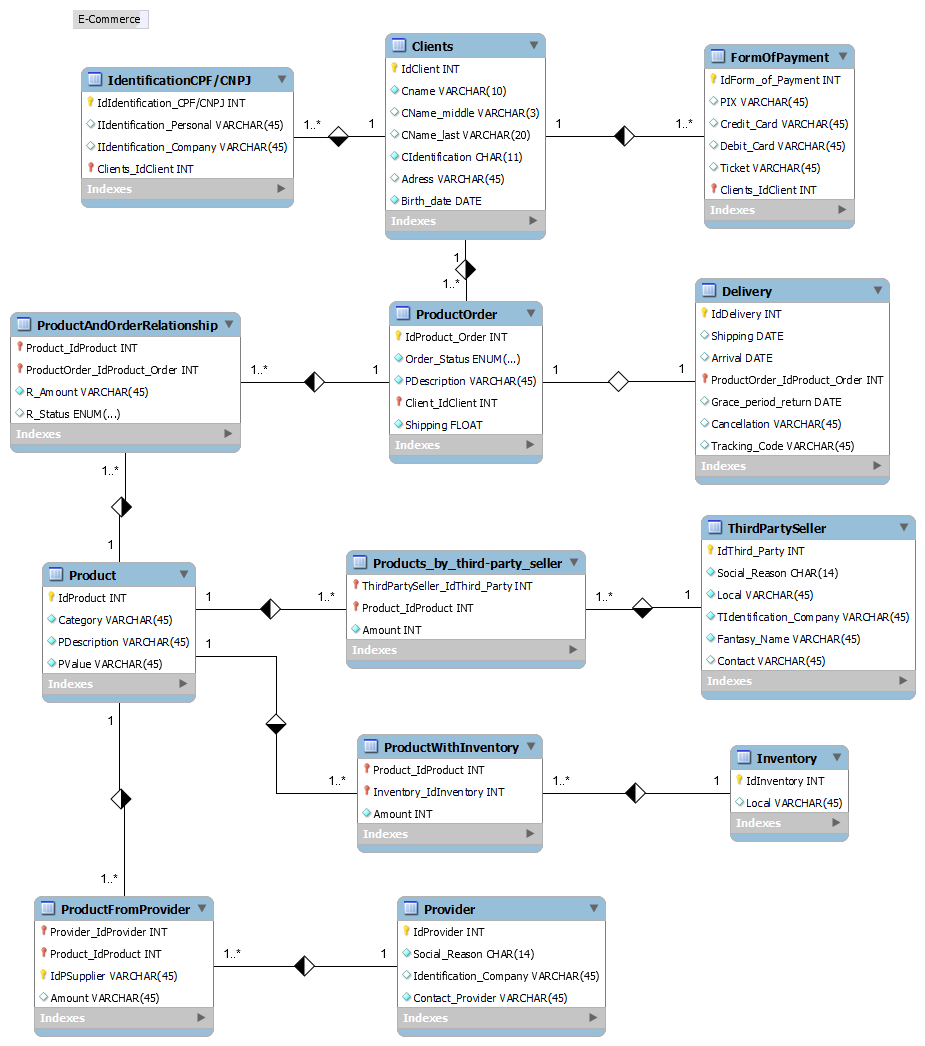 E-Commerce
IdentificationCPF/CNPJ
IdIdentification_CPF/CNPJ INT
IIdentification_Personal VARCHAR(45)
IIdentification_Company VARCHAR(45)
Clients_IdClient INT
Indexes
1..*
1
Clients
IdClient INT
Cname VARCHAR(10)
CName_middle VARCHAR(3)
CName_last VARCHAR(20)
CIdentification CHAR(11)
Adress VARCHAR(45)
Birth_date DATE
Indexes
1
1..*
FormOfPayment
IdForm_of_Payment INT
PIX VARCHAR(45)
Credit_Card VARCHAR(45)
Debit_Card VARCHAR(45)
Ticket VARCHAR(45)
Clients_IdClient INT
Indexes
1
1..*
ProductAndOrderRelationship
Product_IdProduct INT
ProductOrder_IdProduct_Order INT
R_Amount VARCHAR(45)
R_Status ENUM(...)
Indexes
1..*
1
ProductOrder
IdProduct_Order INT
Order_Status ENUM(...)
PDescription VARCHAR(45)
Client_IdClient INT
Shipping FLOAT
Indexes
1
1
Delivery
IdDelivery INT
Shipping DATE
Arrival DATE
ProductOrder_IdProduct_Order INT
Grace_period_return DATE
Cancellation VARCHAR(45)
Tracking_Code VARCHAR(45)
Indexes
1..*
1
Product
IdProduct INT
Category VARCHAR(45)
PDescription VARCHAR(45)
PValue VARCHAR(45)
Indexes
1
1..*
Products_by_third-party_seller
ThirdPartySeller_IdThird_Party INT
Product_IdProduct INT
Amount INT
Indexes
1..*
1
ThirdPartySeller
IdThird_Party INT
Social_Reason CHAR(14)
Local VARCHAR(45)
TIdentification_Company VARCHAR(45)
Fantasy_Name VARCHAR(45)
Contact VARCHAR(45)
Indexes
1
1..*
ProductWithInventory
Product_IdProduct INT
Inventory_IdInventory INT
Amount INT
Indexes
1..*
1
Inventory
IdInventory INT
Local VARCHAR(45)
Indexes
1
1..*
ProductFromProvider
Provider_IdProvider INT
Product_IdProduct INT
IdPSupplier VARCHAR(45)
Amount VARCHAR(45)
Indexes
1..*
1
Provider
IdProvider INT
Social_Reason CHAR(14)
Identification_Company VARCHAR(45)
Contact_Provider VARCHAR(45)
Indexes